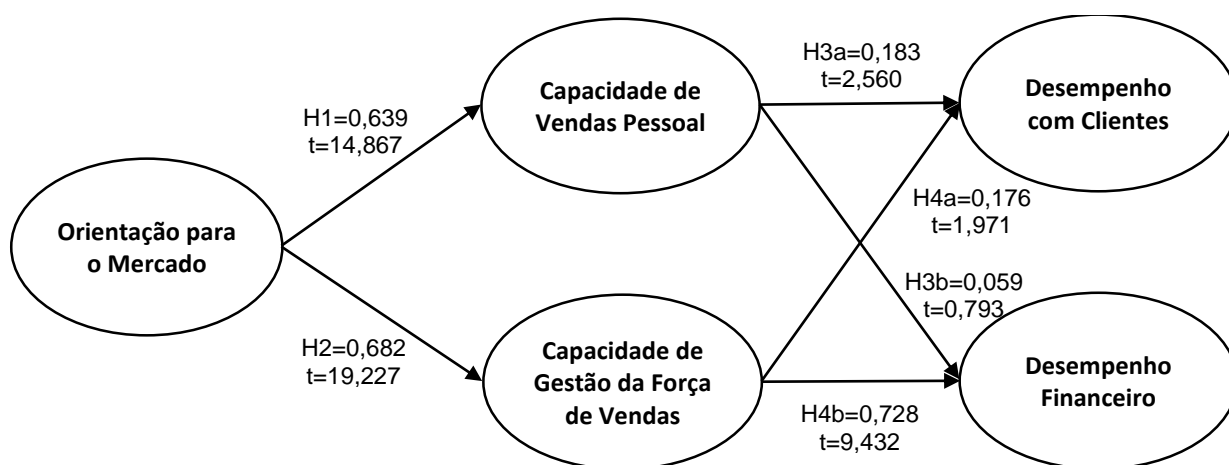 Orientação para
o Mercado
H1=0,639
t=14,867
H2=0,682
t=19,227
Capacidade de
Vendas Pessoal
Capacidade de
Gestão da Força
de Vendas
H3a=0,183
t=2,560
H4a=0,176
t=1,971
H3b=0,059
t=0,793
H4b=0,728
t=9,432
Desempenho
com Clientes
Desempenho
Financeiro